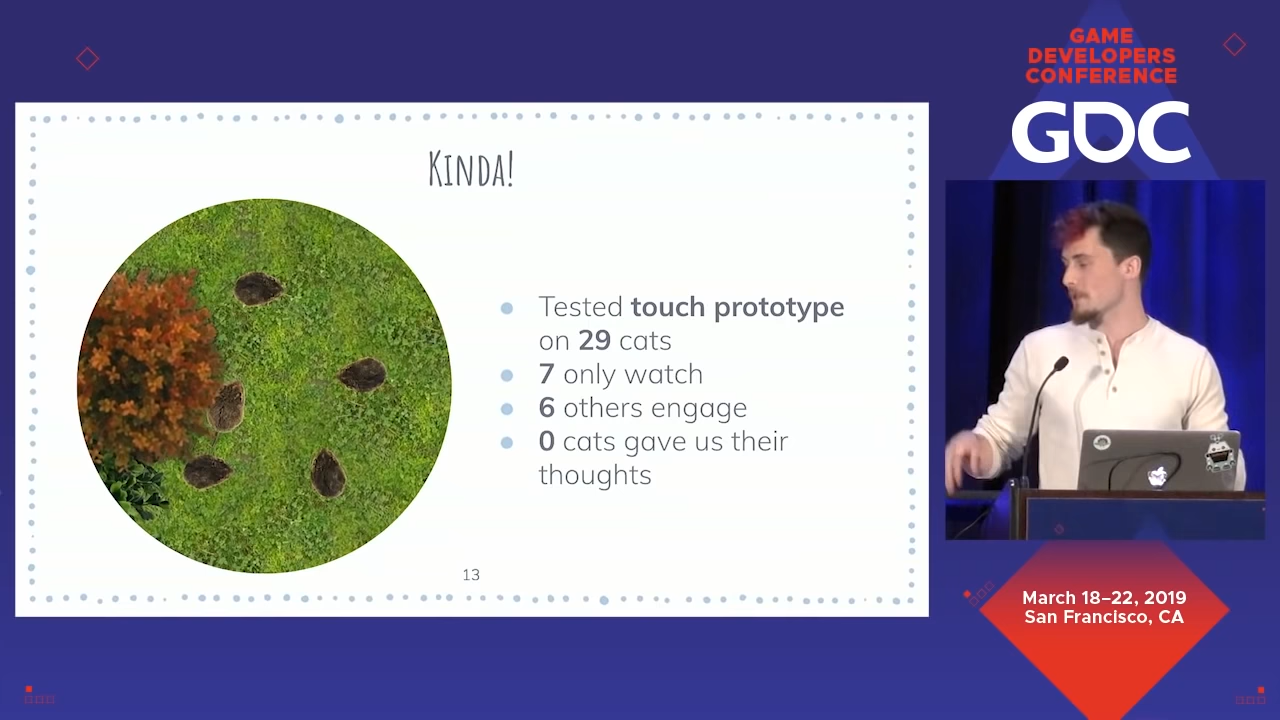 GAME
DEVELOPERS
CONFERENCE
GDC
KINDA!
Tested touch prototype
on 29 cats
7 only watch
6 others engage
0 cats gave us their
thoughts
13
March 18–22, 2019
San Francisco, CA